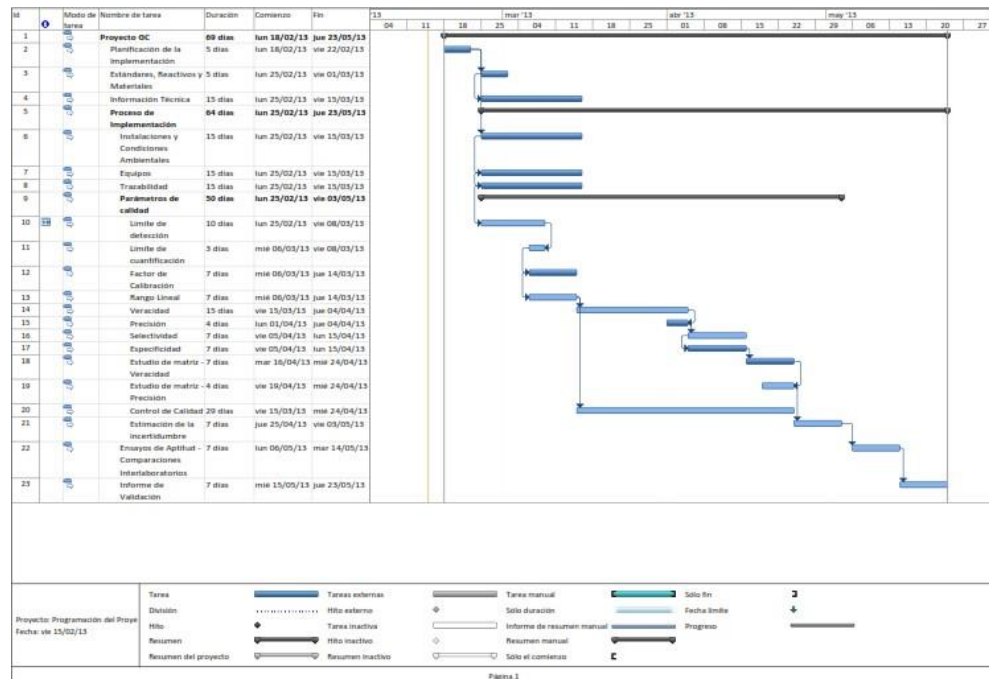 Id Modo de Nombre de tarea Duración Comienzo Fin '13 mar '13 abr '13 may '13
tarea 04 11 18 25 04 11 18 25 01 08 15 22 29 06 13 20 27
1 Proyecto GC 69 días lun 18/02/13 jue 23/05/13
2 Planificación de la 5 días lun 18/02/13 vie 22/02/13
Implementación
3 Estándares, Reactivos y 5 días lun 25/02/13 vie 01/03/13
Materiales
4 Información Técnica 15 días lun 25/02/13 vie 15/03/13
5 Proceso de 64 días lun 25/02/13 jue 23/05/13
Implementación
6 Instalaciones y 15 días lun 25/02/13 vie 15/03/13
Condiciones
Ambientales
7 Equipos 15 días lun 25/02/13 vie 15/03/13
8 Trazabilidad 15 días lun 25/02/13 vie 15/03/13
9 Parámetros de 50 días lun 25/02/13 vie 03/05/13
calidad
10 Limite de 10 días lun 25/02/13 vie 08/03/13
detección
11 Limite de 3 días mié 06/03/13 vie 08/03/13
cuantificación
12 Factor de 7 días mié 06/03/13 jue 14/03/13
Calibración
13 Rango Lineal 7 días mié 06/03/13 jue 14/03/13
14 Veracidad 15 días vie 15/03/13 jue 04/04/13
15 Precisión 4 días lun 01/04/13 jue 04/04/13
16 Selectividad 7 días vie 05/04/13 lun 15/04/13
17 Especificidad 7 días vie 05/04/13 lun 15/04/13
18 Estudio de matriz - 7 días mar 16/04/13 mié 24/04/13
Veracidad
19 Estudio de matriz - 4 días vie 19/04/13 mié 24/04/13
Precisión
20 Control de Calidad 29 días vie 15/03/13 mié 24/04/13
21 Estimación de la 7 días jue 25/04/13 vie 03/05/13
incertidumbre
22 Ensayos de Aptitud - 7 días lun 06/05/13 mar 14/05/13
Comparaciones
Interlaboratorios
23 Informe de 7 días mié 15/05/13 jue 23/05/13
Validación
Proyecto: Programación del Proye
Fecha: vie 15/02/13
Tarea Tareas externas Tarea manual Sólo fin
División Hito externo Sólo duración Fecha límite
Hito Tarea inactiva Informe de resumen manual Progreso
Resumen Hito inactivo Resumen manual
Resumen del proyecto Resumen inactivo Sólo el comienzo
Página 1